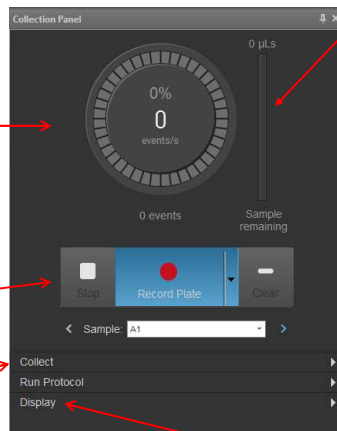 Collection Panel
0 µLs
0%
0
events/s
0 events
Sample
remaining
Stop
Record Plate
Clear
Sample: A1
Collect
Run Protocol
Display